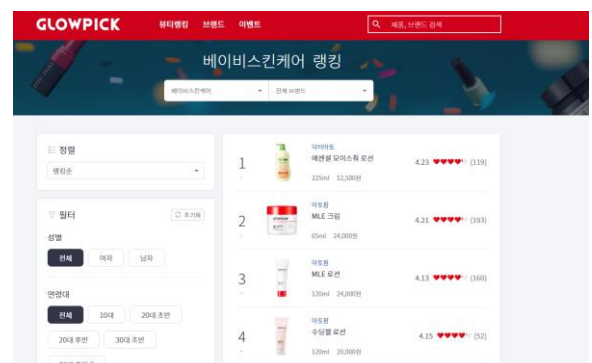 GLOWPICK 뷰티랭킹 브랜드 이벤트 제품, 브랜드 검색
베이비스킨케어 랭킹
베이비스킨케어 전체 브랜드
정렬
랭킹순
필터 초기화
성별
전체 여자 남자
연령대
전체 10대 20대 초반
20대 후반 30대 초반
1
닥터아토
에센셜 모이스춰 로션
225ml 12,500원
4.23 (119)
2
아토팜
MLE 크림
65ml 24,000원
4.21 (193)
3
아토팜
MLE 로션
120ml 24,000원
4.13 (160)
4
아토팜
수딩젤 로션
120ml 20,000원
4.15 (52)